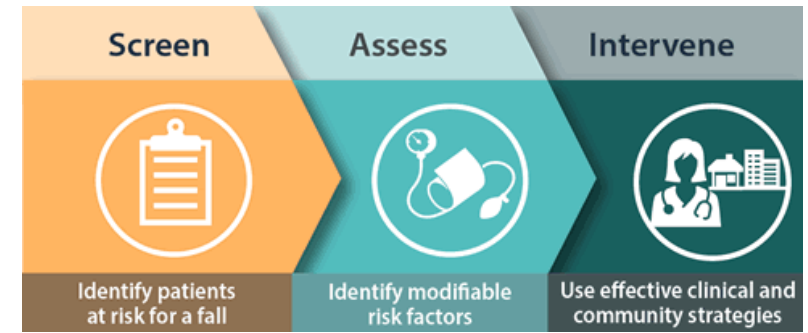 Screen
Assess
Intervene
Identify patients
at risk for a fall
Identify modifiable
risk factors
Use effective clinical and
community strategies